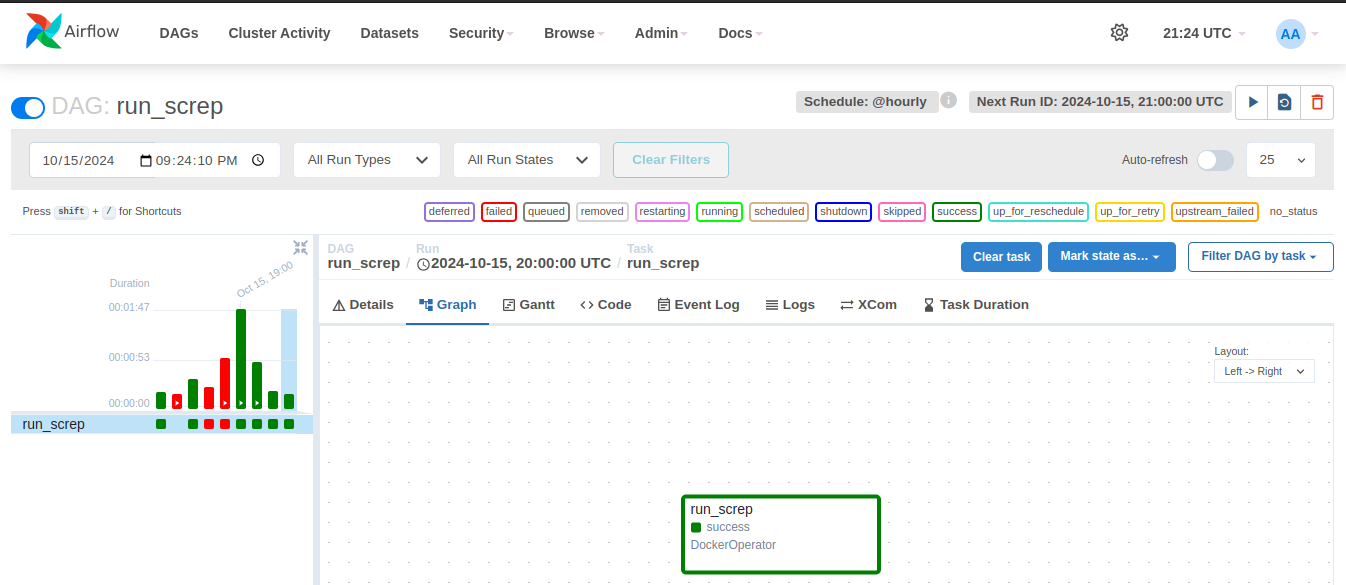 Airflow
DAGs Cluster Activity Datasets Security Browse Admin Docs 21:24 UTC AA
DAG: run_screp
Schedule: @hourly Next Run ID: 2024-10-15, 21:00:00 UTC
10/15/2024 09:24:10 PM All Run Types All Run States Clear Filters Auto-refresh 25
Press shift + / for Shortcuts deferred failed queued removed restarting running scheduled shutdown skipped success up_for_reschedule up_for_retry upstream_failed no_status
DAG Run Task
run_screp / 2024-10-15, 20:00:00 UTC / run_screp
Clear task Mark state as... Filter DAG by task
Oct 15, 19:00
Duration
00:01:47
00:00:53
00:00:00
run_screp
Details Graph Gantt Code Event Log Logs XCom Task Duration
Layout:
Left -> Right
run_screp
success
DockerOperator